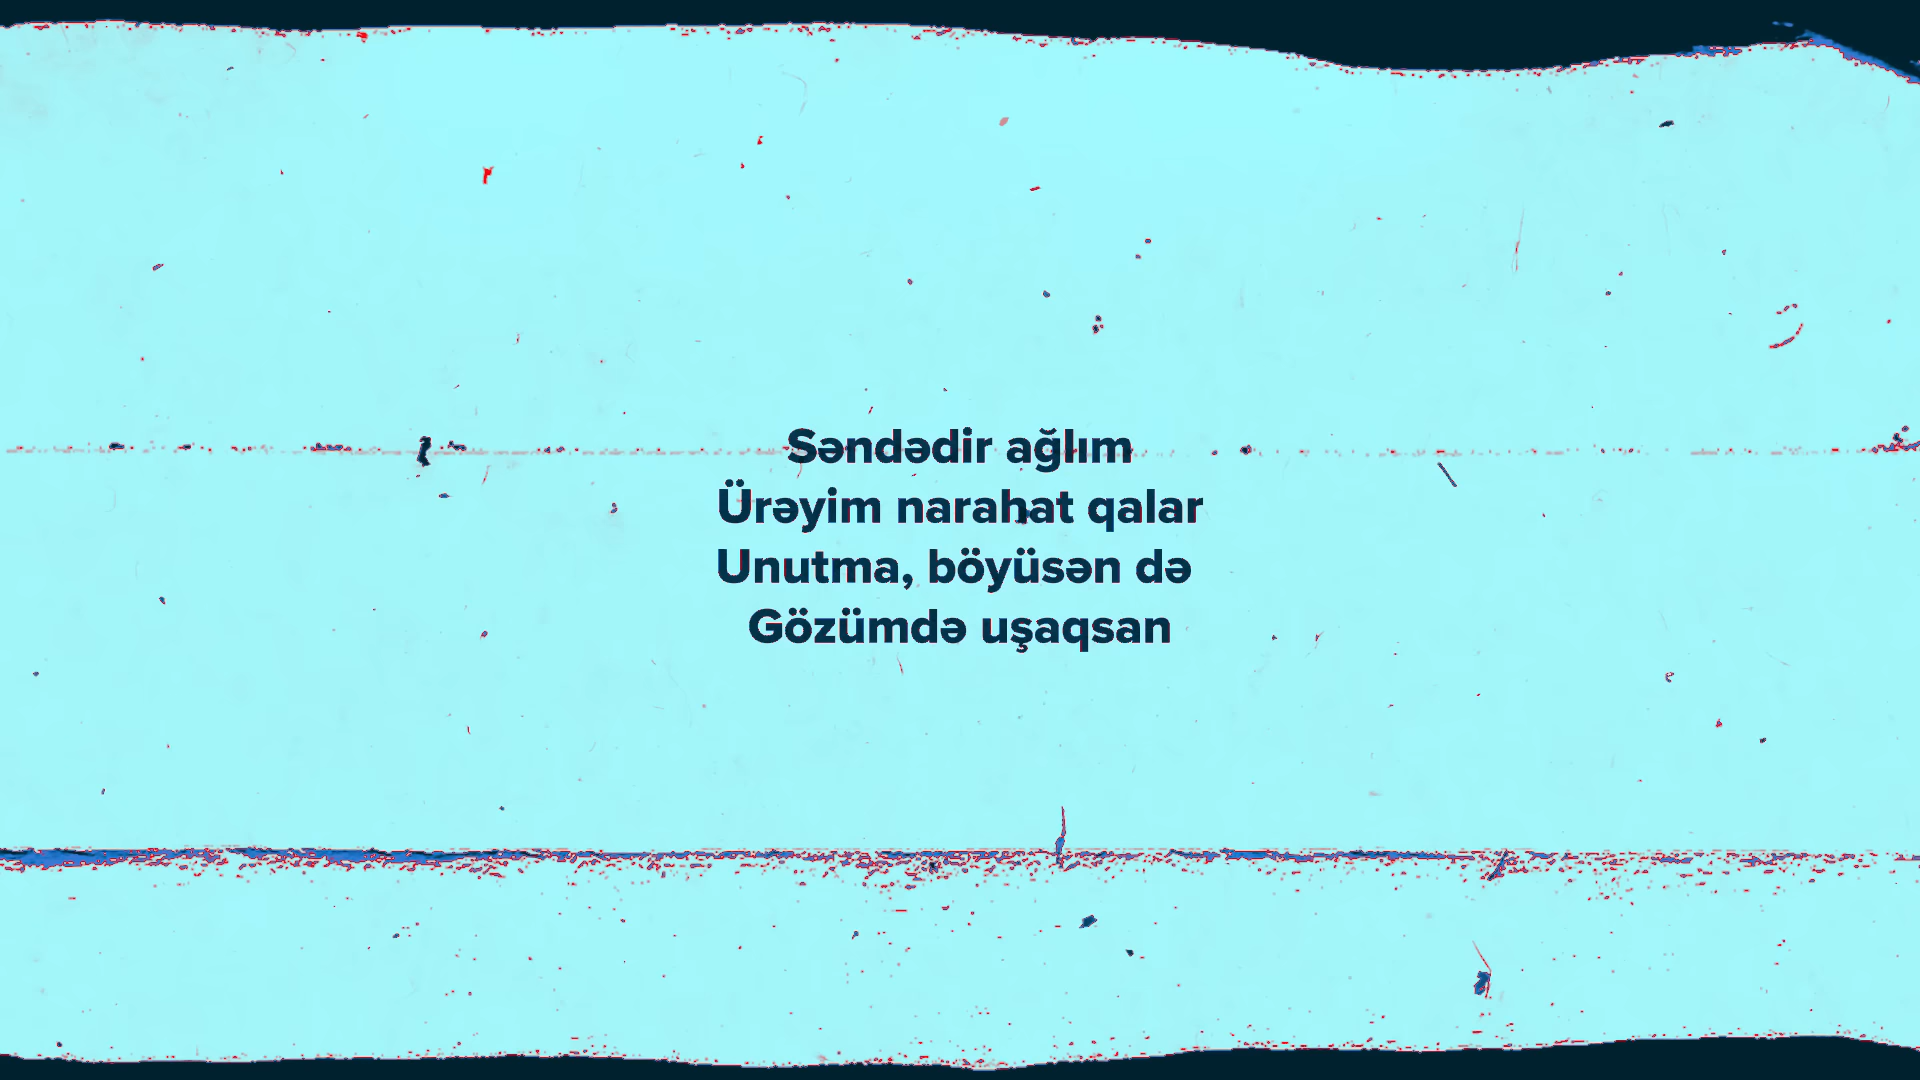 Səndədir ağlım
Ürəyim narahat qalar
Unutma, böyüsən də
Gözümdə uşaqsan